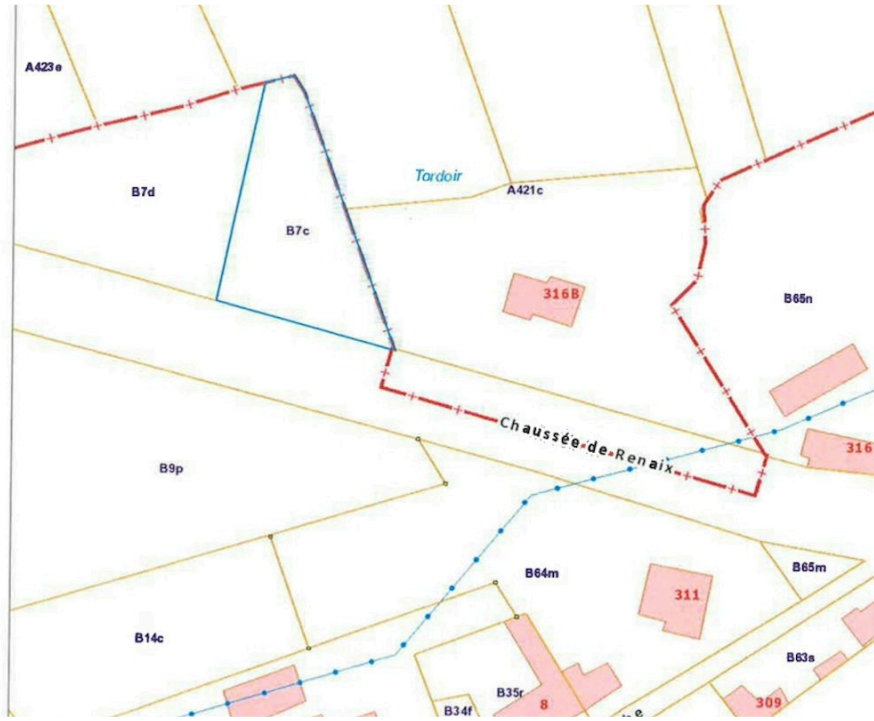 A423e
Tordoir
B7d
A421c
B7c
316B
B65n
Chaussée de Renaix
316
B9p
B65m
B64m
311
B14c
B63s
B35r
B34f
8
309